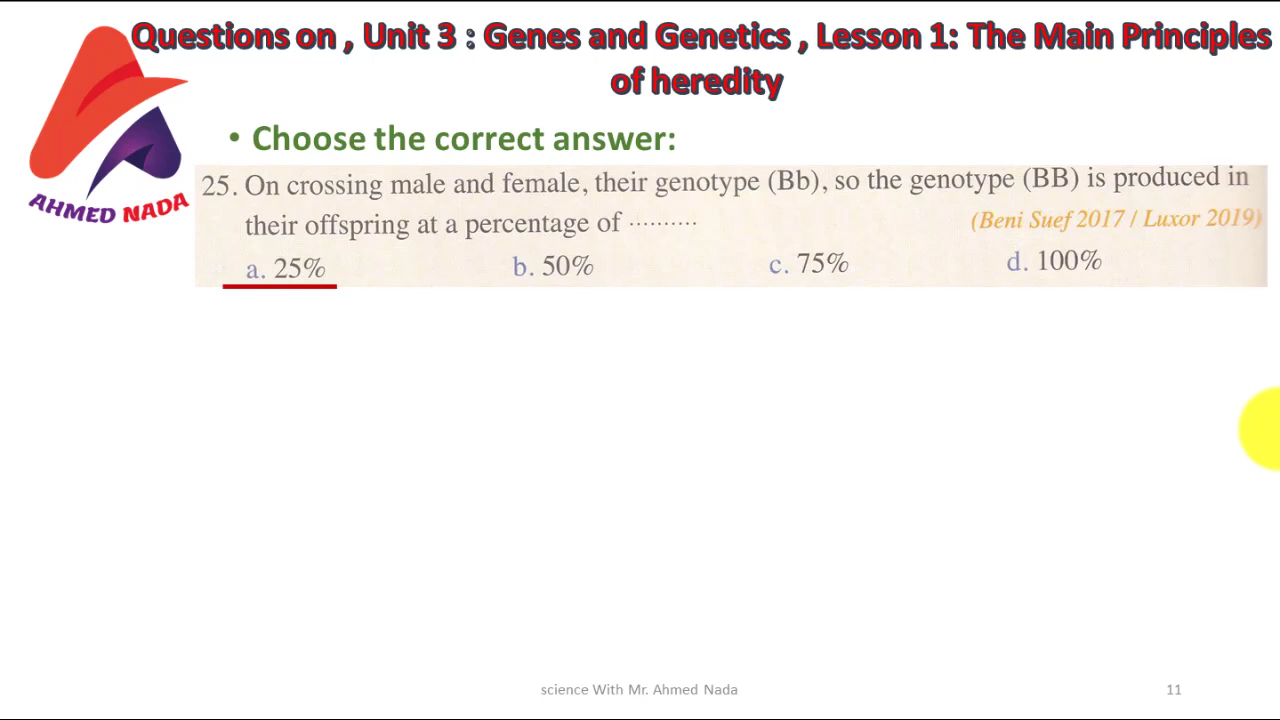 Questions on , Unit 3 : Genes and Genetics , Lesson 1: The Main Principles
of heredity
AHMED NADA
• Choose the correct answer:
25. On crossing male and female, their genotype (Bb), so the genotype (BB) is produced in
their offspring at a percentage of ··········
(Beni Suef 2017 / Luxor 2019)
a. 25% b. 50% c. 75% d. 100%
science With Mr. Ahmed Nada
11